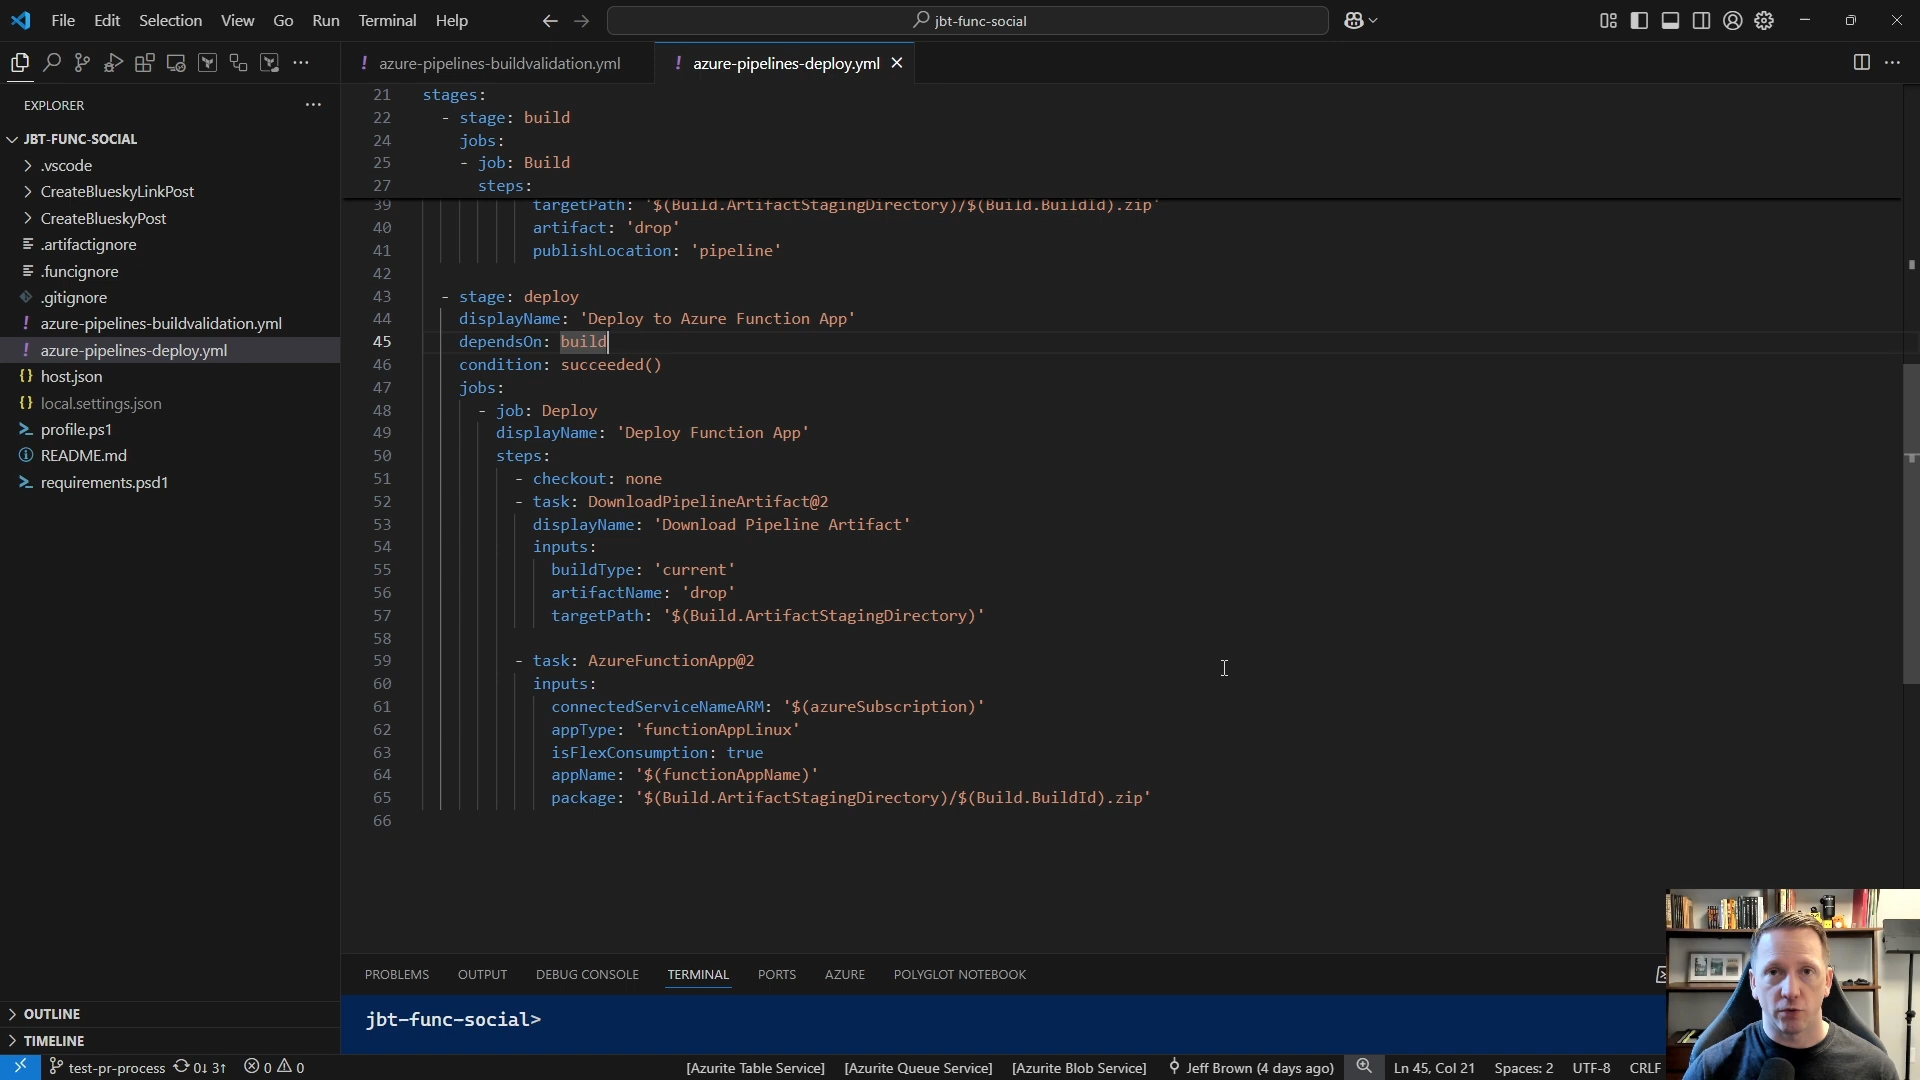 File Edit Selection View Go Run Terminal Help
jbt-func-social
azure-pipelines-buildvalidation.yml
azure-pipelines-deploy.yml
EXPLORER
JBT-FUNC-SOCIAL
.vscode
CreateBlueskyLinkPost
CreateBlueskyPost
.artifactignore
.funcignore
.gitignore
azure-pipelines-buildvalidation.yml
azure-pipelines-deploy.yml
host.json
local.settings.json
profile.ps1
README.md
requirements.psd1
OUTLINE
TIMELINE
21 stages:
22 - stage: build
24 jobs:
25 - job: Build
27 steps:
39 targetPath: '$(Build.ArtifactStagingDirectory)/$(Build.BuildId).zip'
40 artifact: 'drop'
41 publishLocation: 'pipeline'
42
43 - stage: deploy
44 displayName: 'Deploy to Azure Function App'
45 dependsOn: build
46 condition: succeeded()
47 jobs:
48 - job: Deploy
49 displayName: 'Deploy Function App'
50 steps:
51 - checkout: none
52 - task: DownloadPipelineArtifact@2
53 displayName: 'Download Pipeline Artifact'
54 inputs:
55 buildType: 'current'
56 artifactName: 'drop'
57 targetPath: '$(Build.ArtifactStagingDirectory)'
58
59 - task: AzureFunctionApp@2
60 inputs:
61 connectedServiceNameARM: '$(azureSubscription)'
62 appType: 'functionAppLinux'
63 isFlexConsumption: true
64 appName: '$(functionAppName)'
65 package: '$(Build.ArtifactStagingDirectory)/$(Build.BuildId).zip'
66
PROBLEMS OUTPUT DEBUG CONSOLE TERMINAL PORTS AZURE POLYGLOT NOTEBOOK
jbt-func-social>
test-pr-process 0↓ 3↑ 0 0 [Azurite Table Service] [Azurite Queue Service] [Azurite Blob Service] Jeff Brown (4 days ago) Ln 45, Col 21 Spaces: 2 UTF-8 CRLF